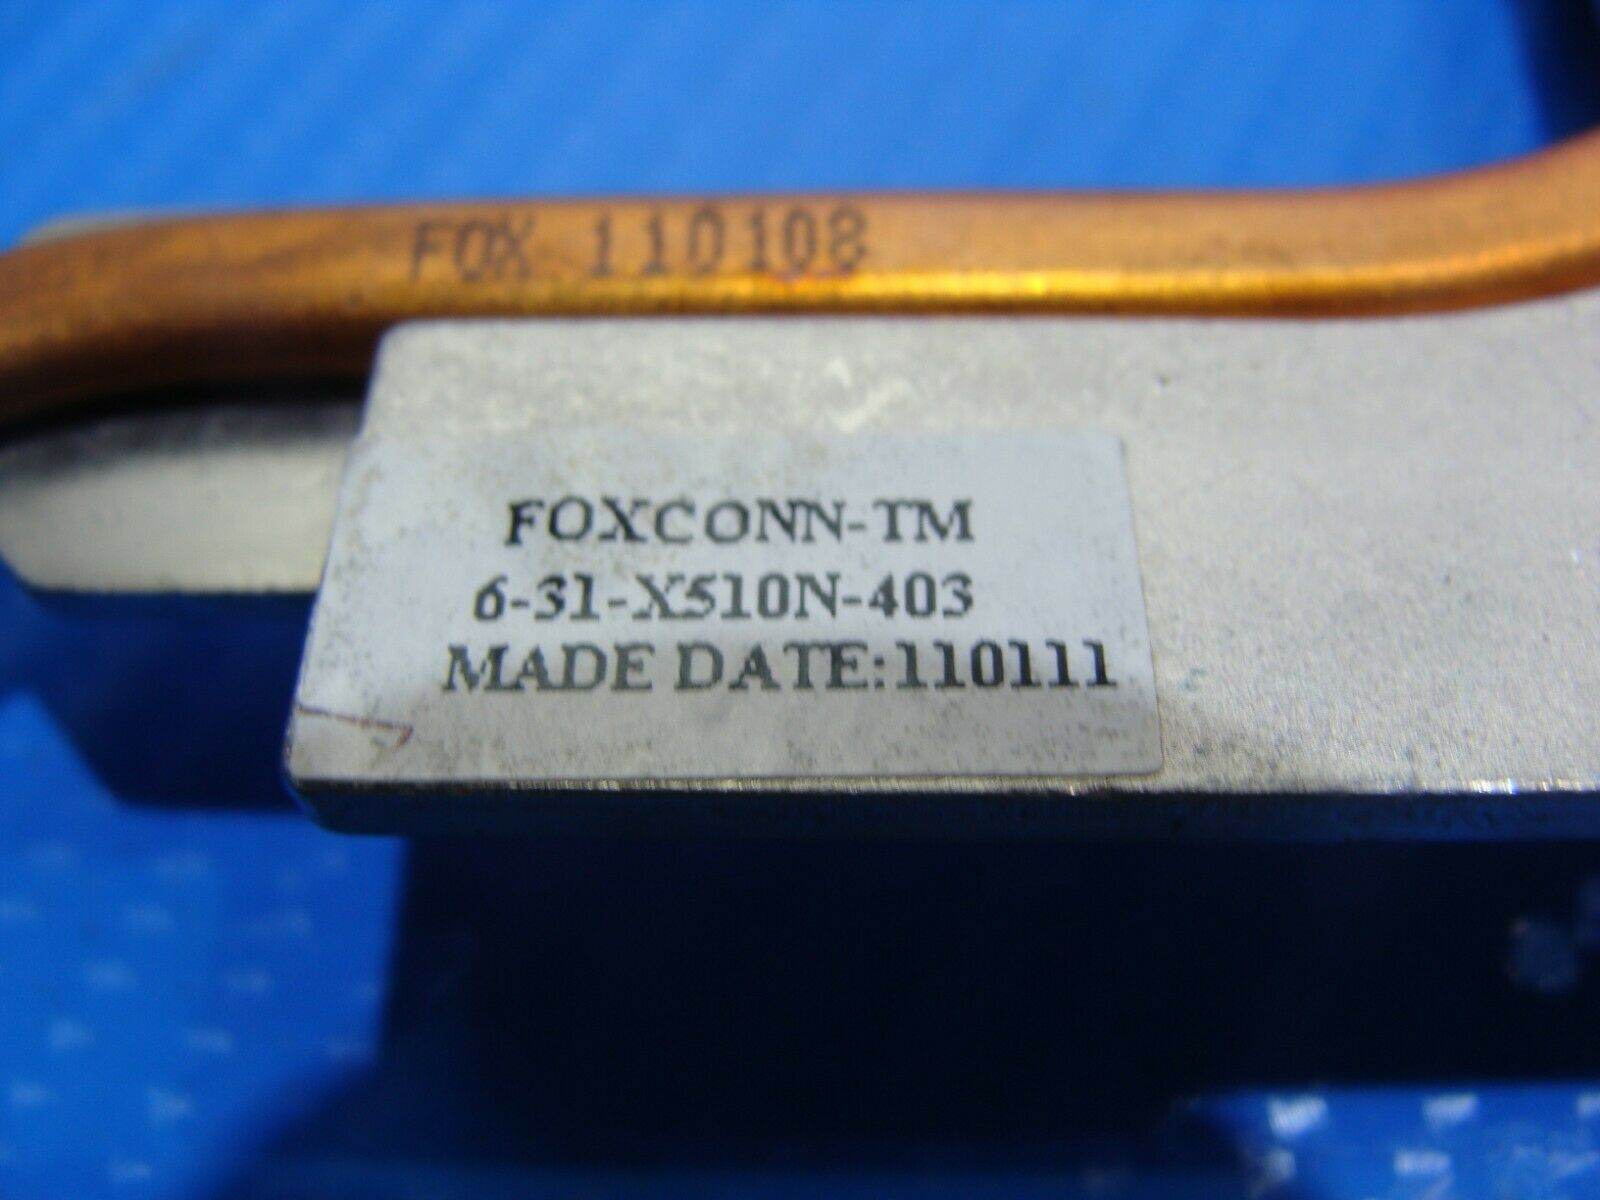 FOX 110108
FOXCONN-TM
6-31-X510N-403
MADE DATE:110111